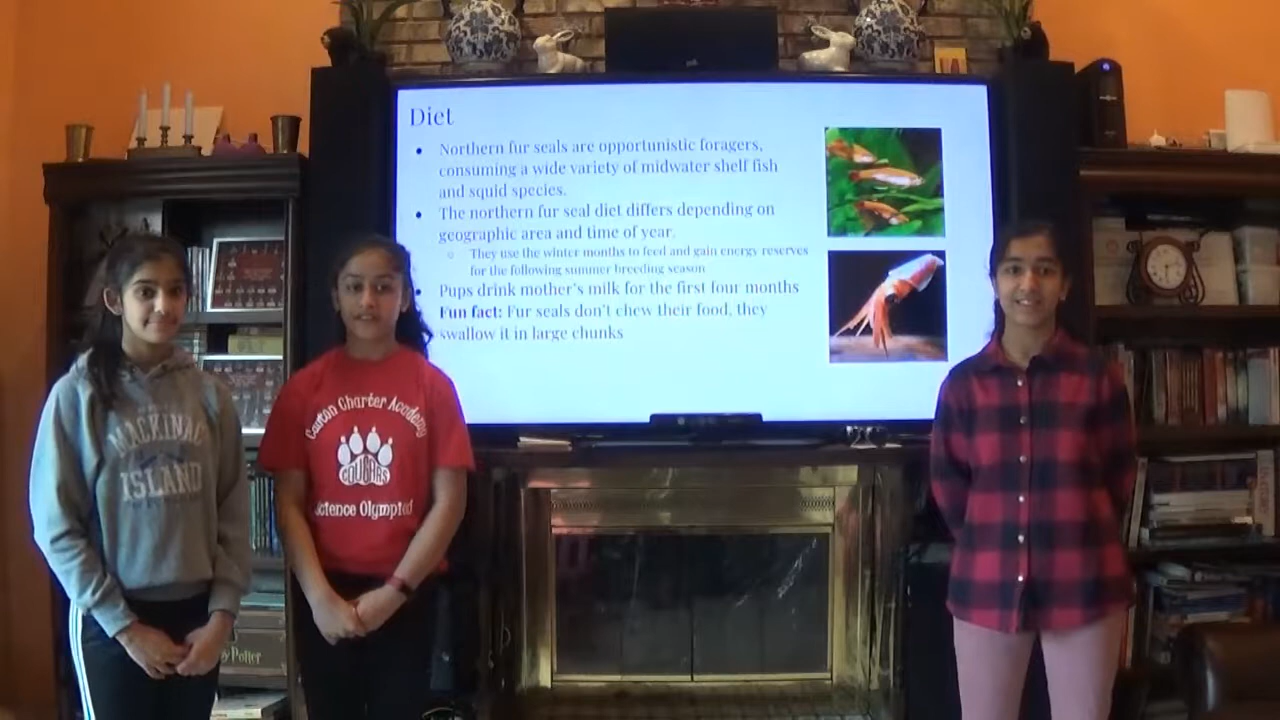 Diet
Northern fur seals are opportunistic foragers,
consuming a wide variety of midwater shelf fish
and squid species.
The northern fur seal diet differs depending on
geographic area and time of year.
They use the winter months to feed and gain energy reserves
for the following summer breeding season
Pups drink mother's milk for the first four months
Fun fact: Fur seals don't chew their food, they
swallow it in large chunks
MACKINAC
ISLAND
Canton Charter Academy
COUGARS
Science Olympiad
Potter